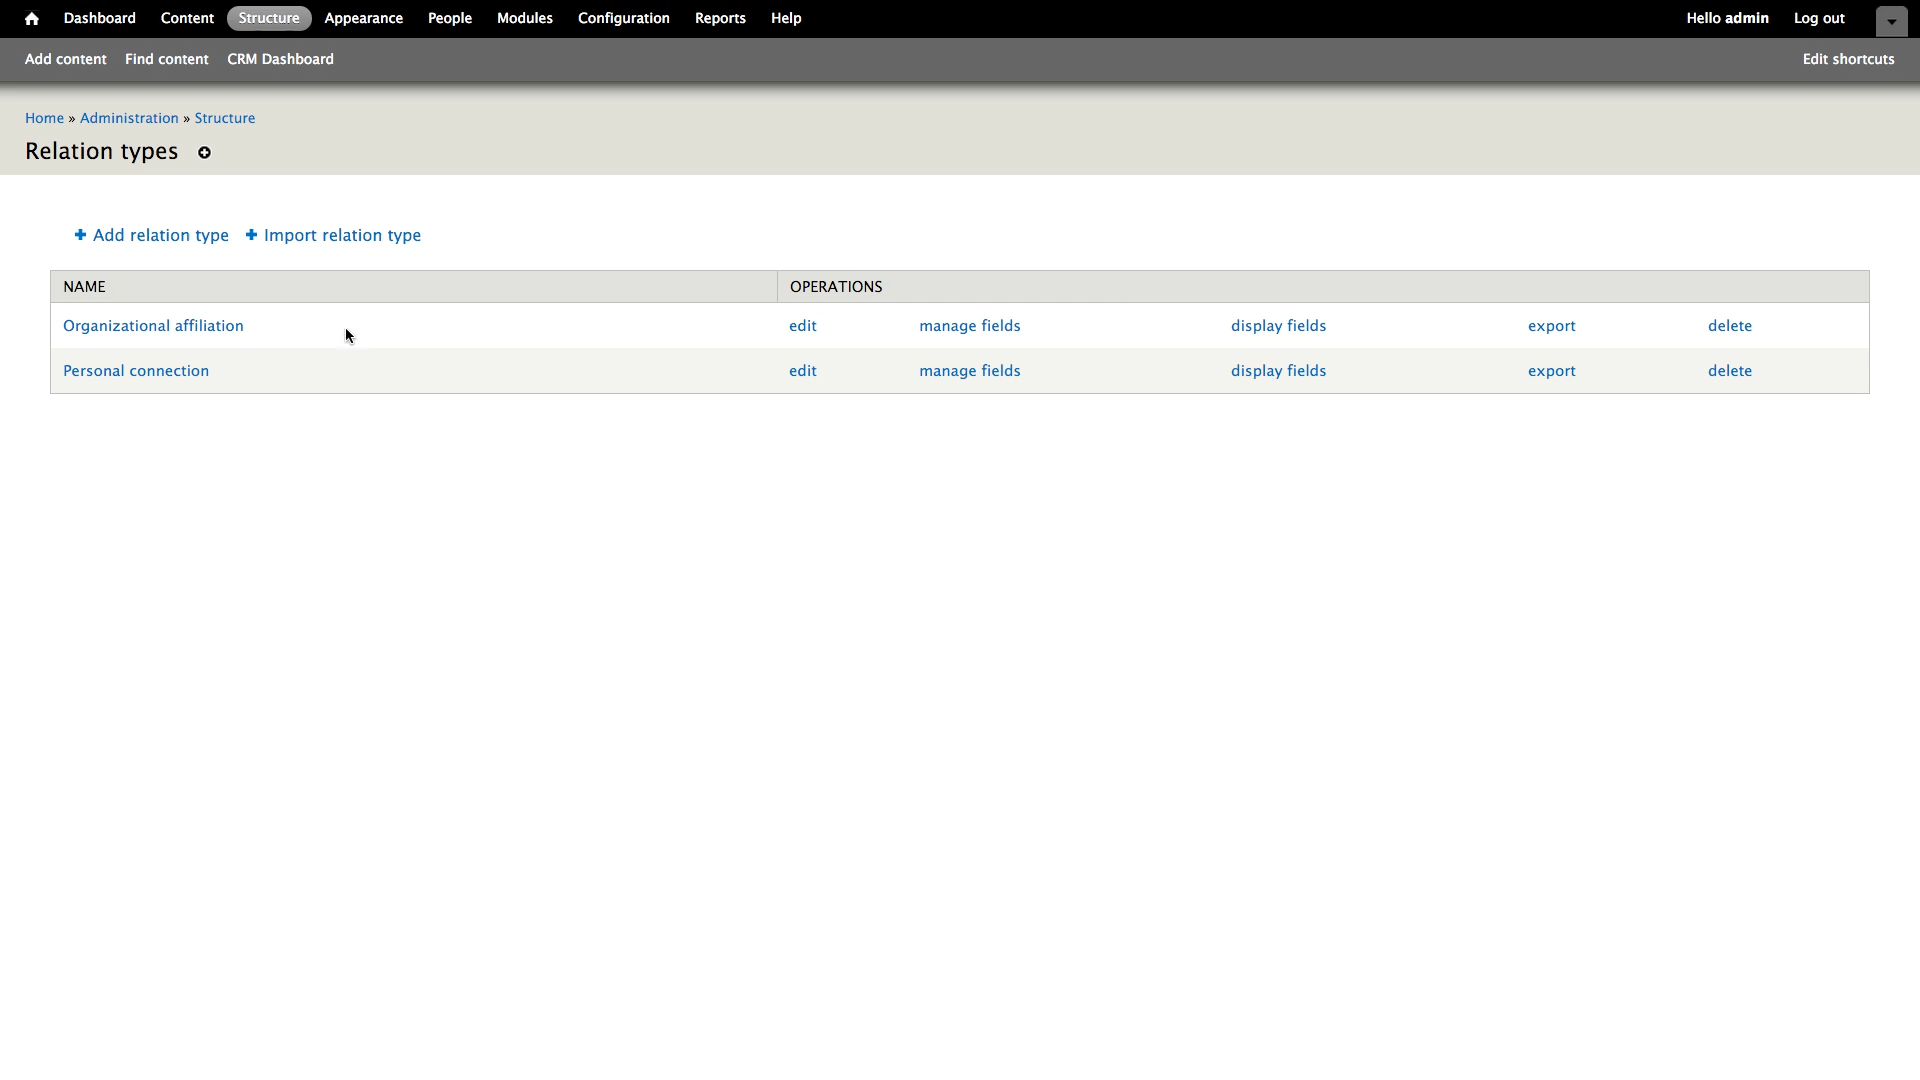 Dashboard Content Structure Appearance People Modules Configuration Reports Help Hello admin Log out
Add content Find content CRM Dashboard Edit shortcuts
Home » Administration » Structure
Relation types
Add relation type Import relation type
NAME OPERATIONS
Organizational affiliation edit manage fields display fields export delete
Personal connection edit manage fields display fields export delete